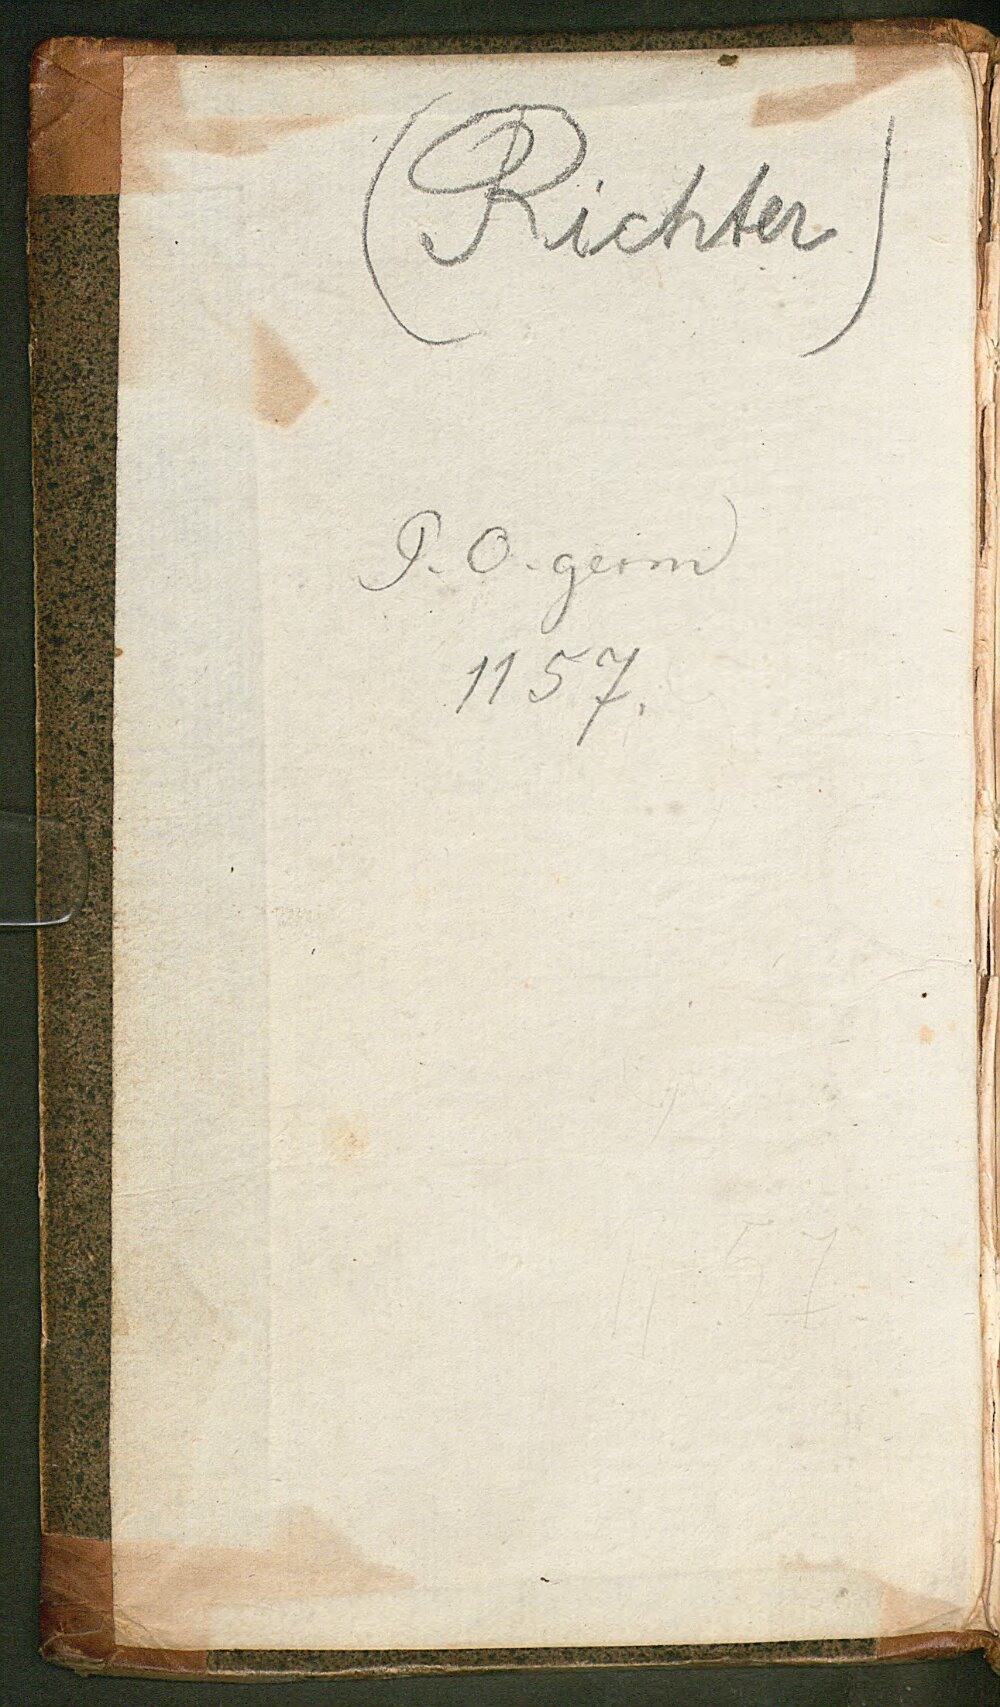 (Richter)
P. O. germ
1157.
1157